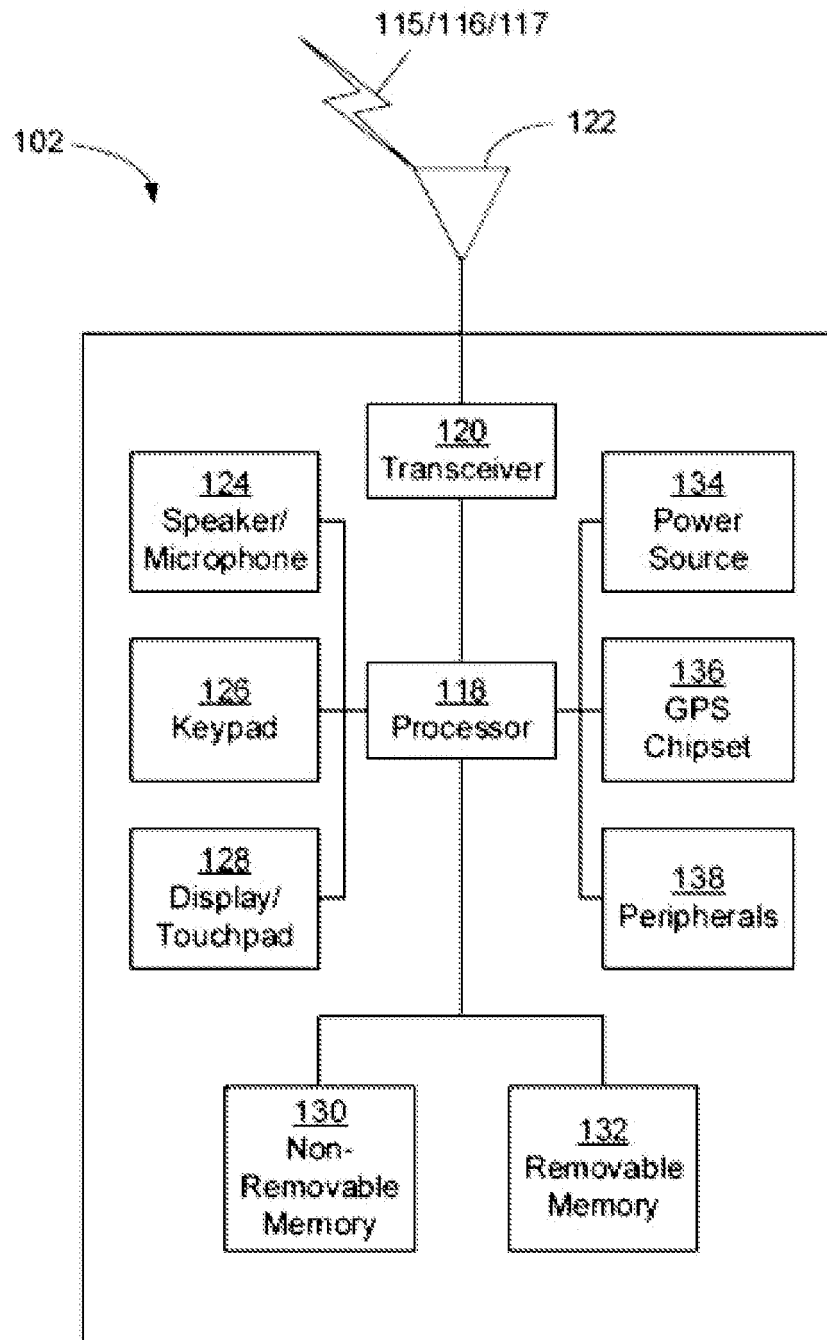 115/116/117
122
102
120
Transceiver
124
Speaker/
Microphone
134
Power
Source
126
Keypad
118
Processor
136
GPS
Chipset
128
Display/
Touchpad
138
Peripherals
130
Non-
Removable
Memory
132
Removable
Memory